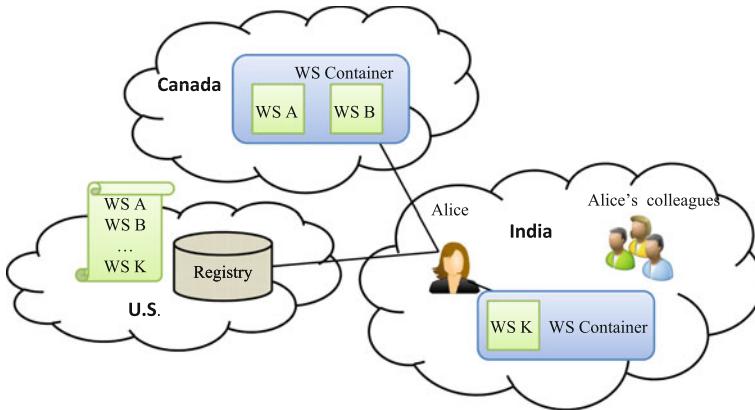 Canada
WS Container
WS A
WS B
WS A
WS B
...
WS K
Registry
U.S.
Alice
India
Alice's colleagues
WS K
WS Container